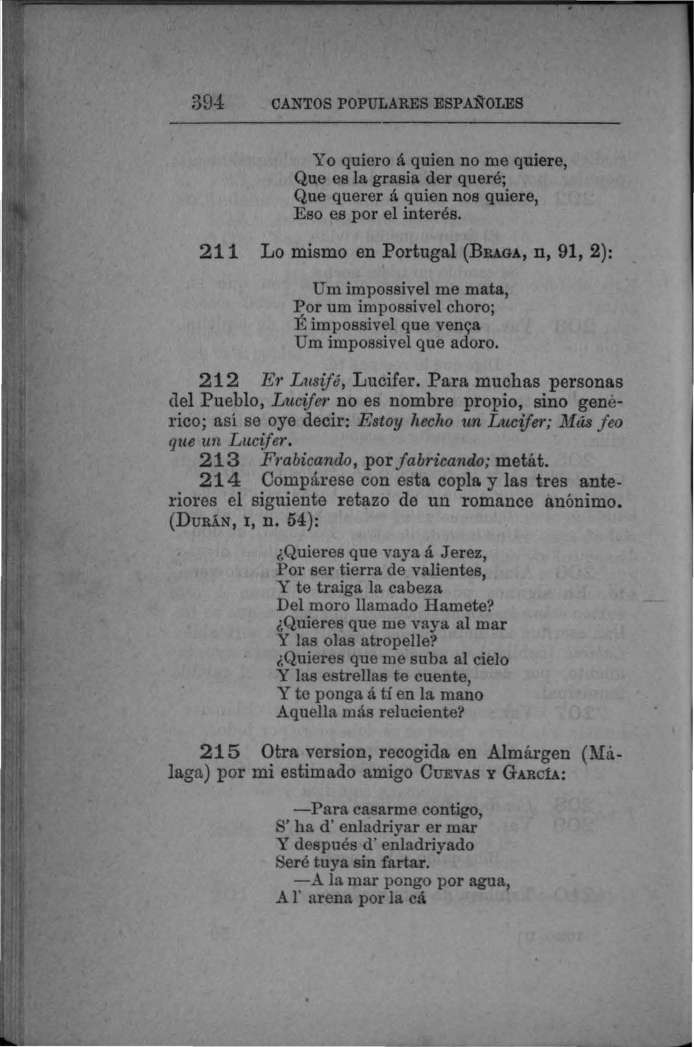 394 CANTOS POPULARES ESPAÑOLES
Yo quiero á quien no me quiere,
Que es la grasia der queré;
Que querer á quien nos quiere,
Eso es por el interés.
211 Lo mismo en Portugal (BRAGA, II, 91, 2):
Um impossivel me mata,
Por um impossivel choro;
É impossivel que vença
Um impossivel que adoro.
212 Er Lusifé, Lucifer. Para muchas personas
del Pueblo, Lucifer no es nombre propio, sino gené-
rico; así se oye decir: Estoy hecho un Lucifer; Más feo
que un Lucifer.
213 Frabicando, por fabricando; metát.
214 Compárese con esta copla y las tres ante-
riores el siguiente retazo de un romance anónimo.
(DURÁN, I, n. 54):
¿Quieres que vaya á Jerez,
Por ser tierra de valientes,
Y te traiga la cabeza
Del moro llamado Hamete?
¿Quieres que me vaya al mar
Y las olas atropelle?
¿Quieres que me suba al cielo
Y las estrellas te cuente,
Y te ponga á tí en la mano
Aquella más reluciente?
215 Otra version, recogida en Almárgen (Má-
laga) por mi estimado amigo CUEVAS Y GARCÍA:
—Para casarme contigo,
S' ha d' enladriyar er mar
Y después d' enladriyado
Seré tuya sin fartar.
—A la mar pongo por agua,
A l' arena por la cá